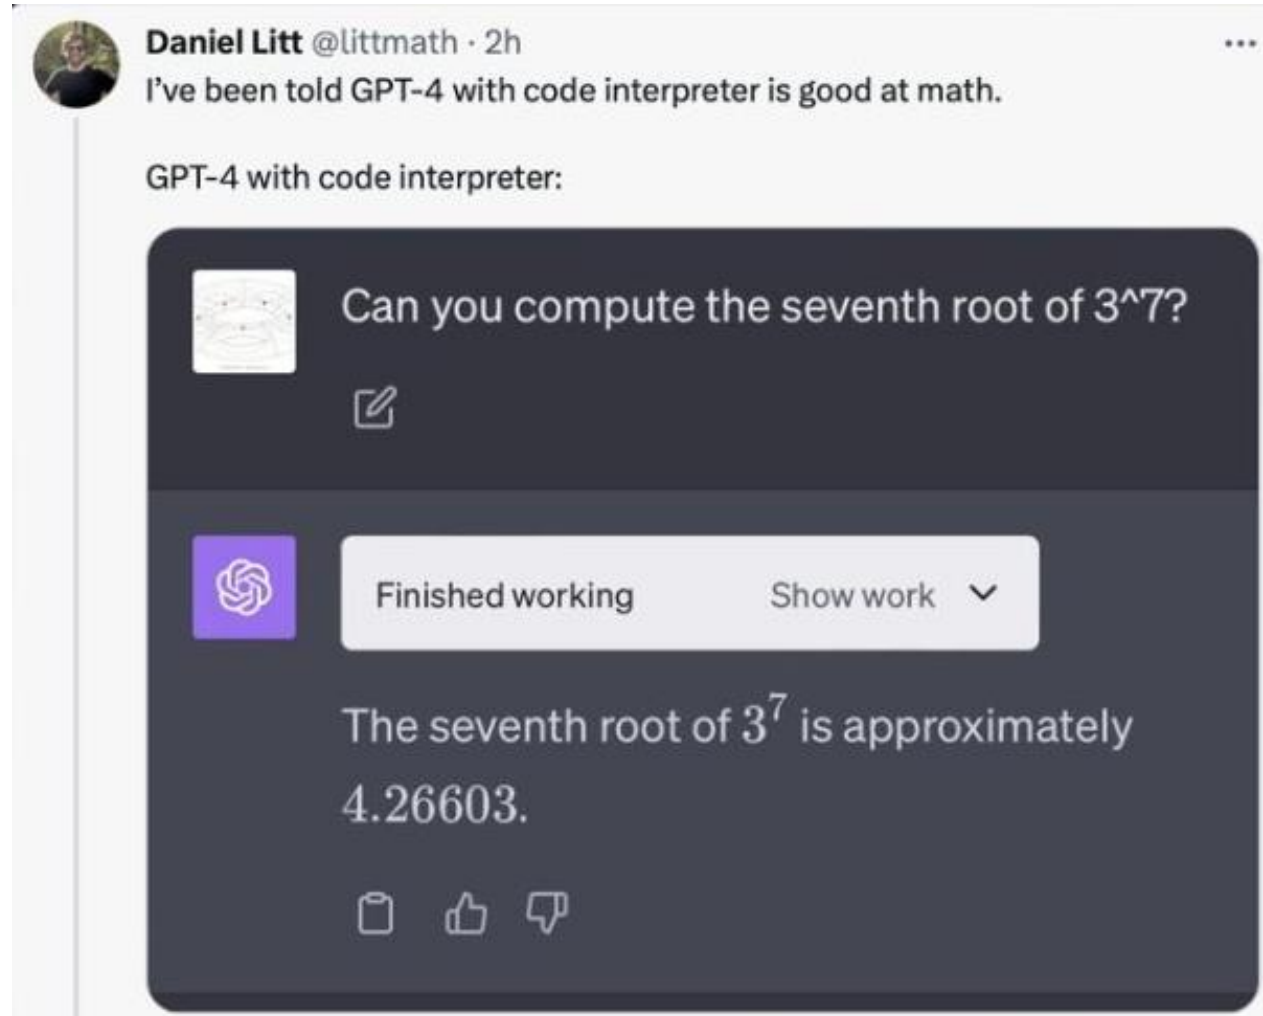 Daniel Litt @littmath · 2h
I've been told GPT-4 with code interpreter is good at math.
GPT-4 with code interpreter:
Can you compute the seventh root of 3^7?
Finished working Show work
The seventh root of 3⁷ is approximately
4.26603.